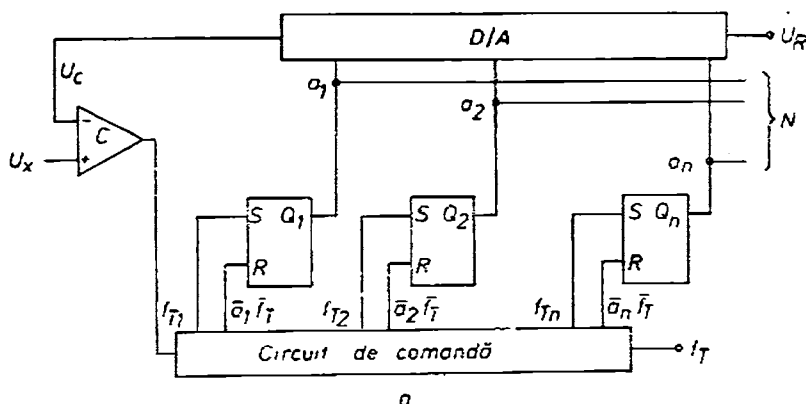 D/A
U_R
U_C
a_1
a_2
N
C
-
+
U_x
a_n
S Q_1
R
S Q_2
R
S Q_n
R
f_T1
ā_1 f̄_T
f_T2
ā_2 f̄_T
f_Tn
ā_n f̄_T
Circuit de comandă
f_T
a